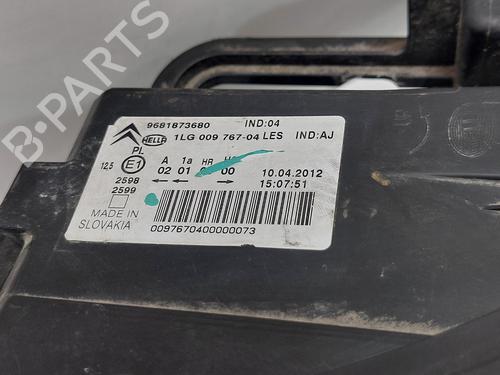 B-PARTS
9681873680 IND:04
HELLA 1LG 009 767-04 LES IND:AJ
PL
12.5 E1 A 1a HR
02 01 00 10.04.2012
2598 15:07:51
2599
MADE IN
SLOVAKIA
00976704000000073